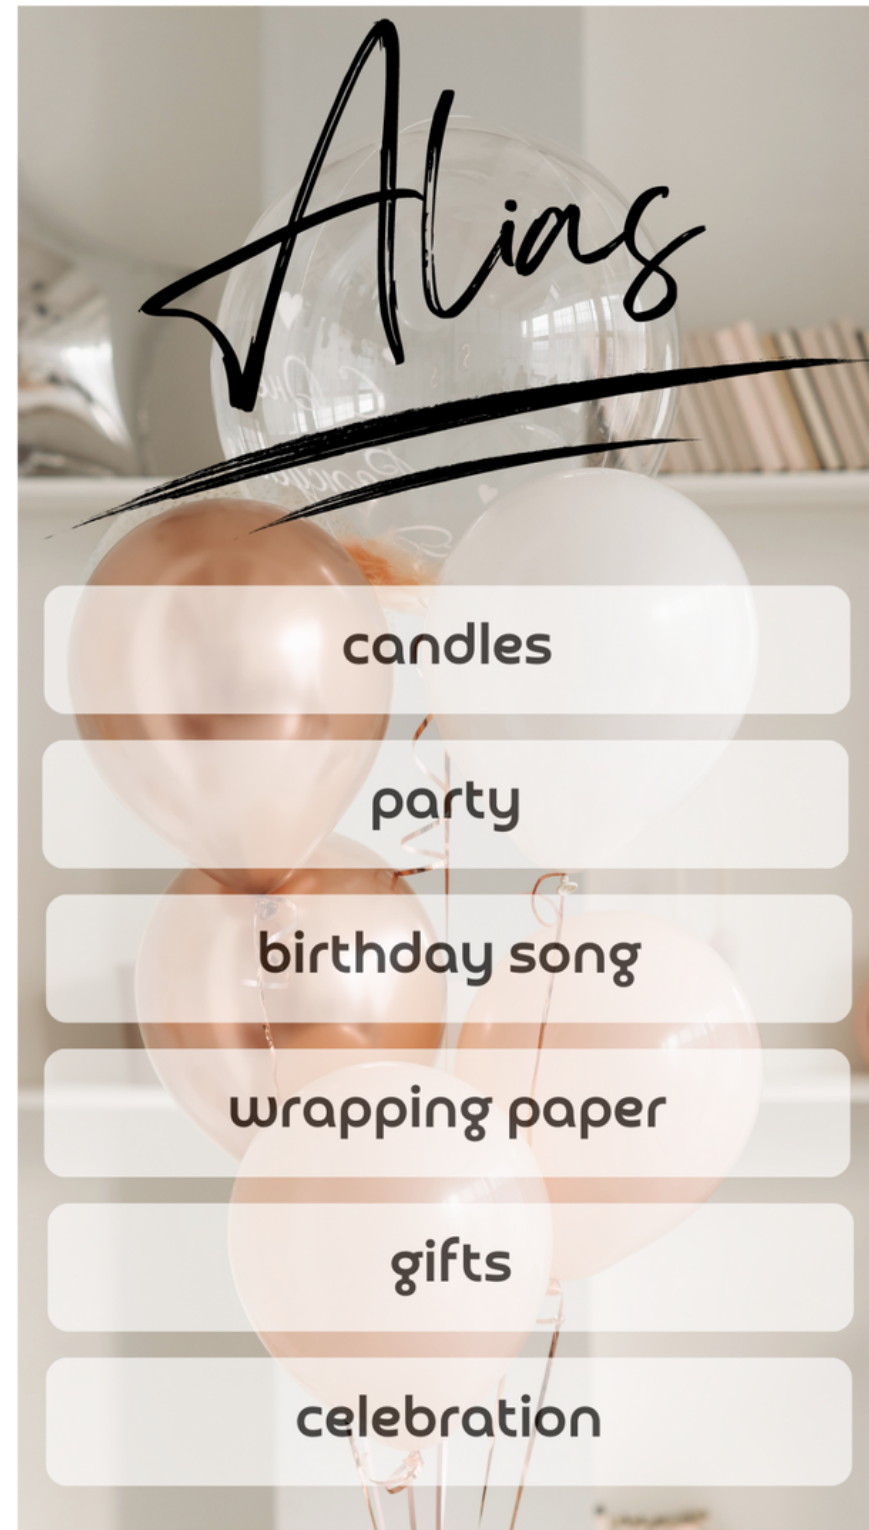 Alias
candles
party
birthday song
wrapping paper
gifts
celebration